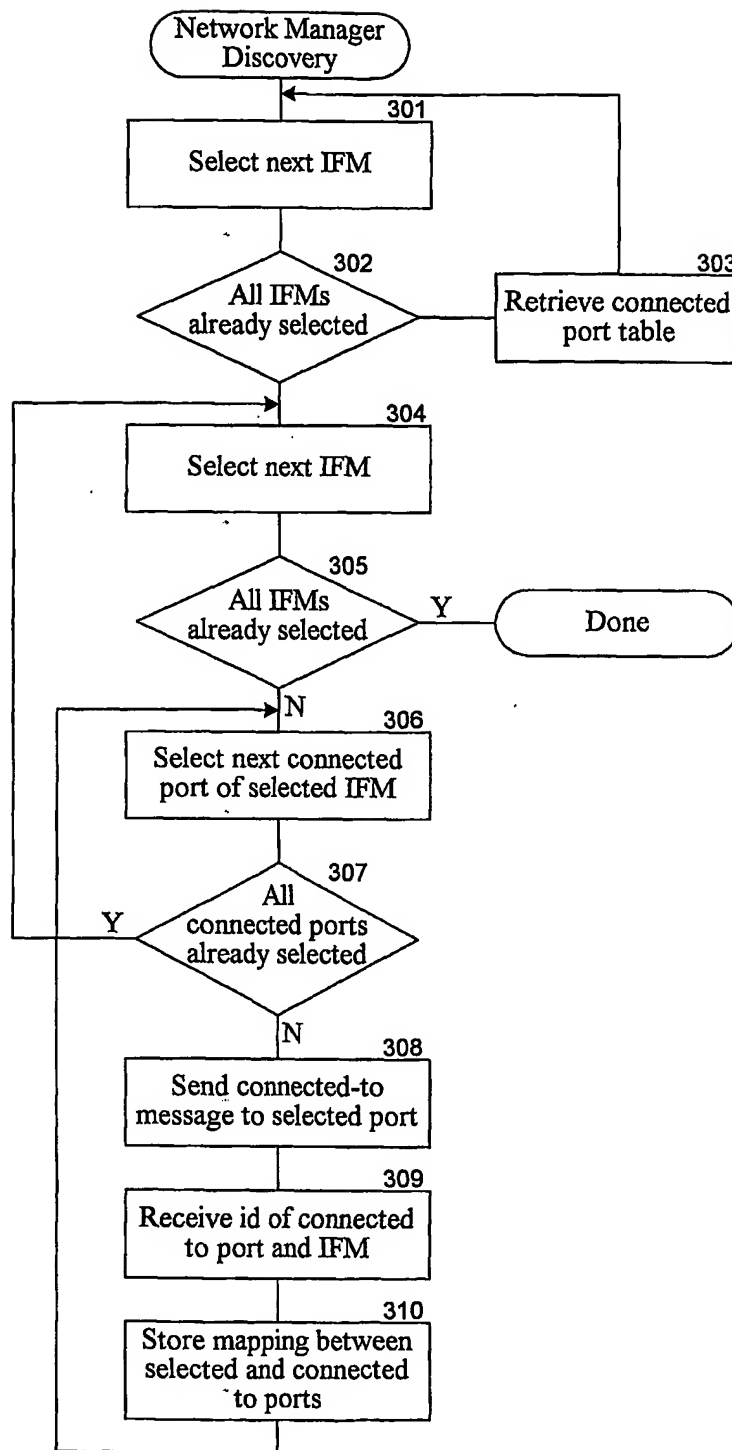 Network Manager
Discovery
301
Select next IFM
302
All IFMs
already selected
303
Retrieve connected
port table
304
Select next IFM
305
All IFMs
already selected
Y
Done
N
306
Select next connected
port of selected IFM
307
All
connected ports
already selected
Y
N
308
Send connected-to
message to selected port
309
Receive id of connected
to port and IFM
310
Store mapping between
selected and connected
to ports